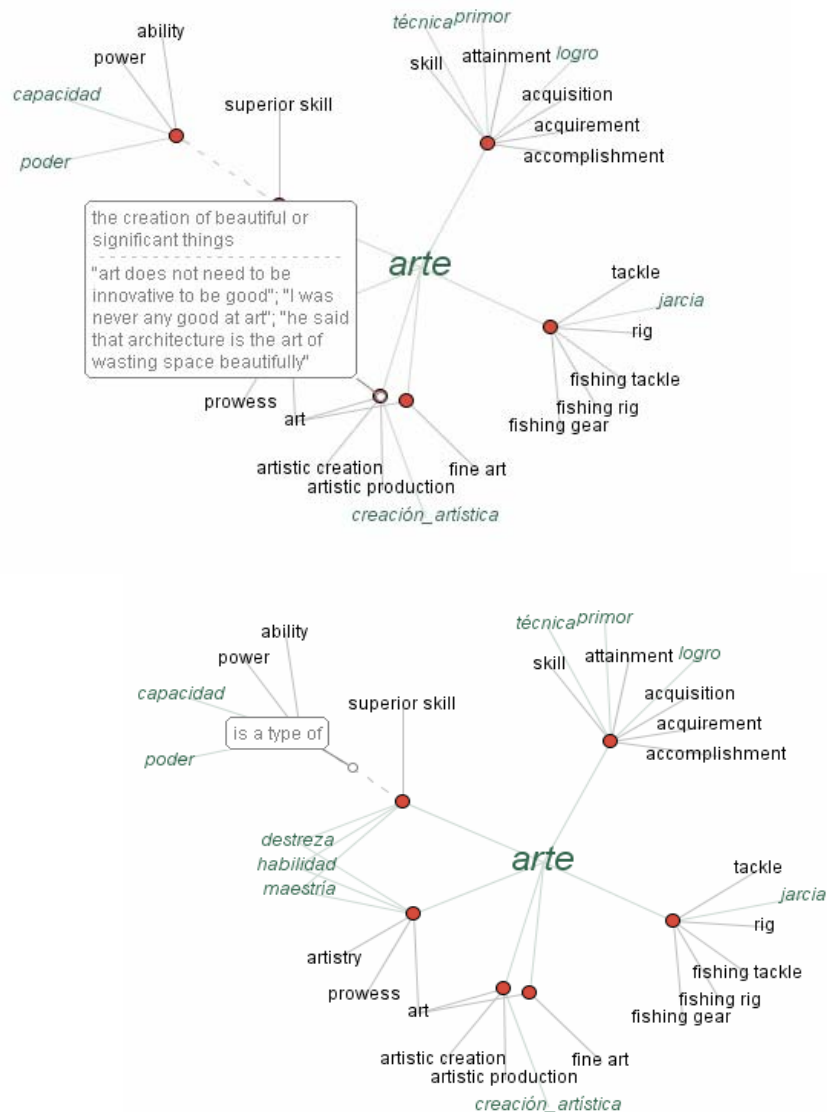 técnica primor
ability
attainment logro
power
skill
capacidad
acquisition
superior skill
acquirement
poder
accomplishment
the creation of beautiful or
significant things
"art does not need to be
innovative to be good"; "I was
never any good at art"; "he said
that architecture is the art of
wasting space beautifully"
arte
tackle
jarcia
rig
fishing tackle
prowess
fishing rig
art
fishing gear
artistic creation
fine art
artistic production
creación_artística
técnica primor
ability
power
attainment logro
skill
capacidad
acquisition
superior skill
acquirement
is a type of
poder
accomplishment
destreza
arte
habilidad
tackle
maestría
jarcia
rig
artistry
fishing tackle
prowess
fishing rig
art
fishing gear
artistic creation
fine art
artistic production
creación_artística